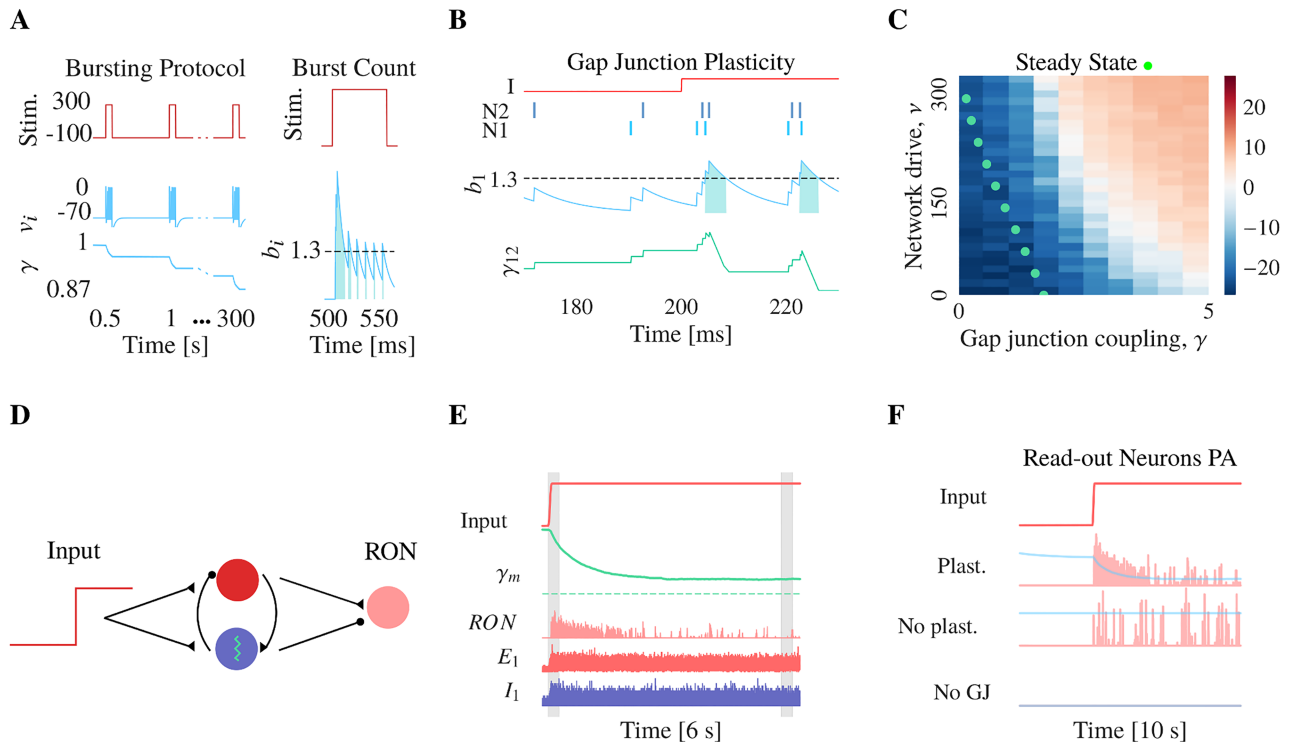 A
Bursting Protocol
Burst Count
Stim.
300
-100
Stim.
v_i
0
-70
γ
1
0.87
b_i
1.3
0.5 1 ... 300
Time [s]
500 550
Time [ms]
B
Gap Junction Plasticity
I
N2
N1
b_1
1.3
γ_12
180 200 220
Time [ms]
C
Steady State
Network drive, ν
300
150
0
0 5
Gap junction coupling, γ
20
10
0
−10
−20
D
Input
RON
E
Input
γ_m
RON
E_1
I_1
Time [6 s]
F
Read-out Neurons PA
Input
Plast.
No plast.
No GJ
Time [10 s]